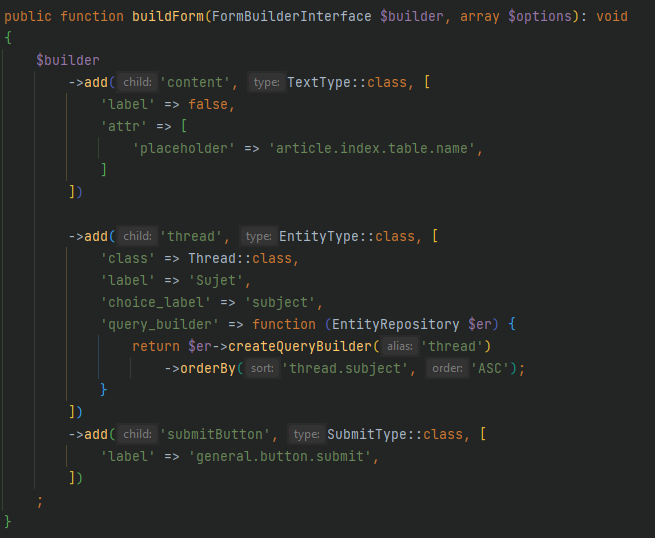 public function buildForm(FormBuilderInterface $builder, array $options): void
{
    $builder
        ->add( child: 'content', type: TextType::class, [
            'label' => false,
            'attr' => [
                'placeholder' => 'article.index.table.name',
            ]
        ])
        ->add( child: 'thread', type: EntityType::class, [
            'class' => Thread::class,
            'label' => 'Sujet',
            'choice_label' => 'subject',
            'query_builder' => function (EntityRepository $er) {
                return $er->createQueryBuilder( alias: 'thread')
                    ->orderBy( sort: 'thread.subject', order: 'ASC');
            }
        ])
        ->add( child: 'submitButton', type: SubmitType::class, [
            'label' => 'general.button.submit',
        ])
    ;
}